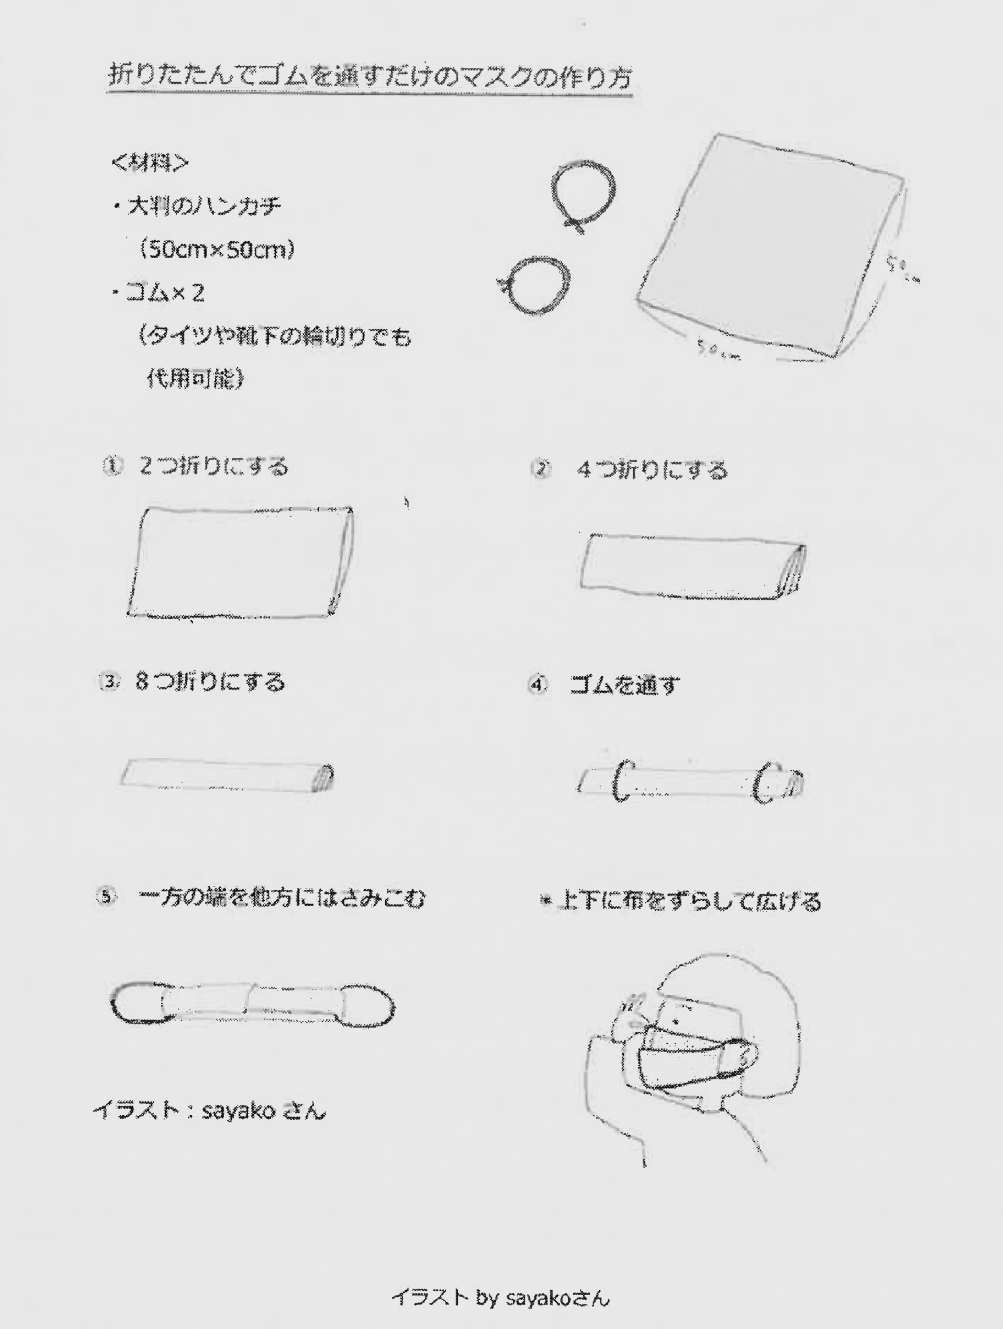 折りたたんでゴムを通すだけのマスクの作り方
＜材料＞
・大判のハンカチ
（50cm×50cm）
・ゴム×２
（タイツや靴下の輪切りでも
代用可能）
50cm
50cm
① ２つ折りにする
② ４つ折りにする
③ ８つ折りにする
④ ゴムを通す
⑤ 一方の端を他方にはさみこむ
＊上下に布をずらして広げる
イラスト：sayako さん
イラスト by sayakoさん